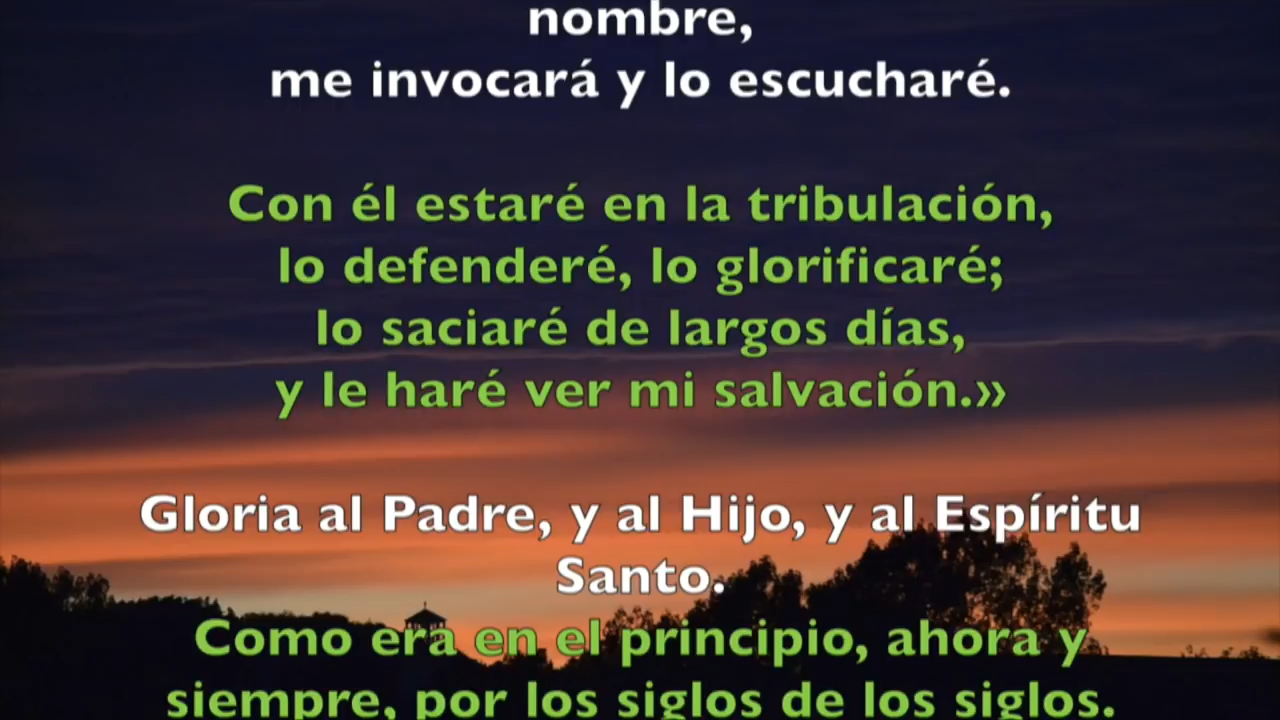 nombre,
me invocará y lo escucharé.
Con él estaré en la tribulación,
lo defenderé, lo glorificaré;
lo saciaré de largos días,
y le haré ver mi salvación.»
Gloria al Padre, y al Hijo, y al Espíritu
Santo.
Como era en el principio, ahora y
siempre, por los siglos de los siglos.